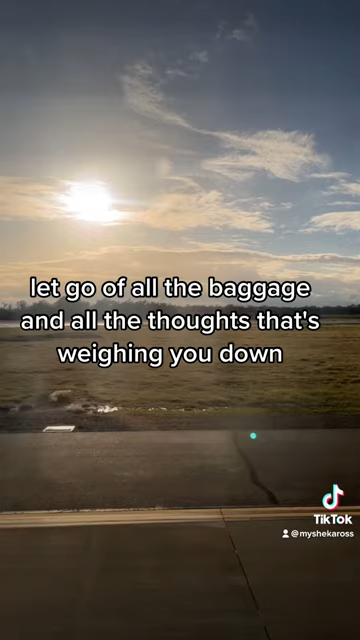 let go of all the baggage
and all the thoughts that's
weighing you down
TikTok
@myshekaross